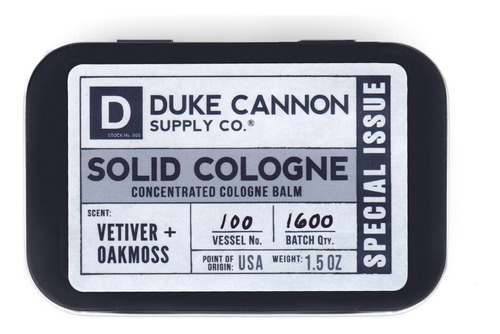 D
STOCK No. 905
DUKE CANNON
SUPPLY CO.®
SOLID COLOGNE
CONCENTRATED COLOGNE BALM
SCENT:
VETIVER +
OAKMOSS
100
VESSEL No.
1600
BATCH QTY.
POINT OF
ORIGIN: USA
WEIGHT: 1.5 OZ
SPECIAL ISSUE